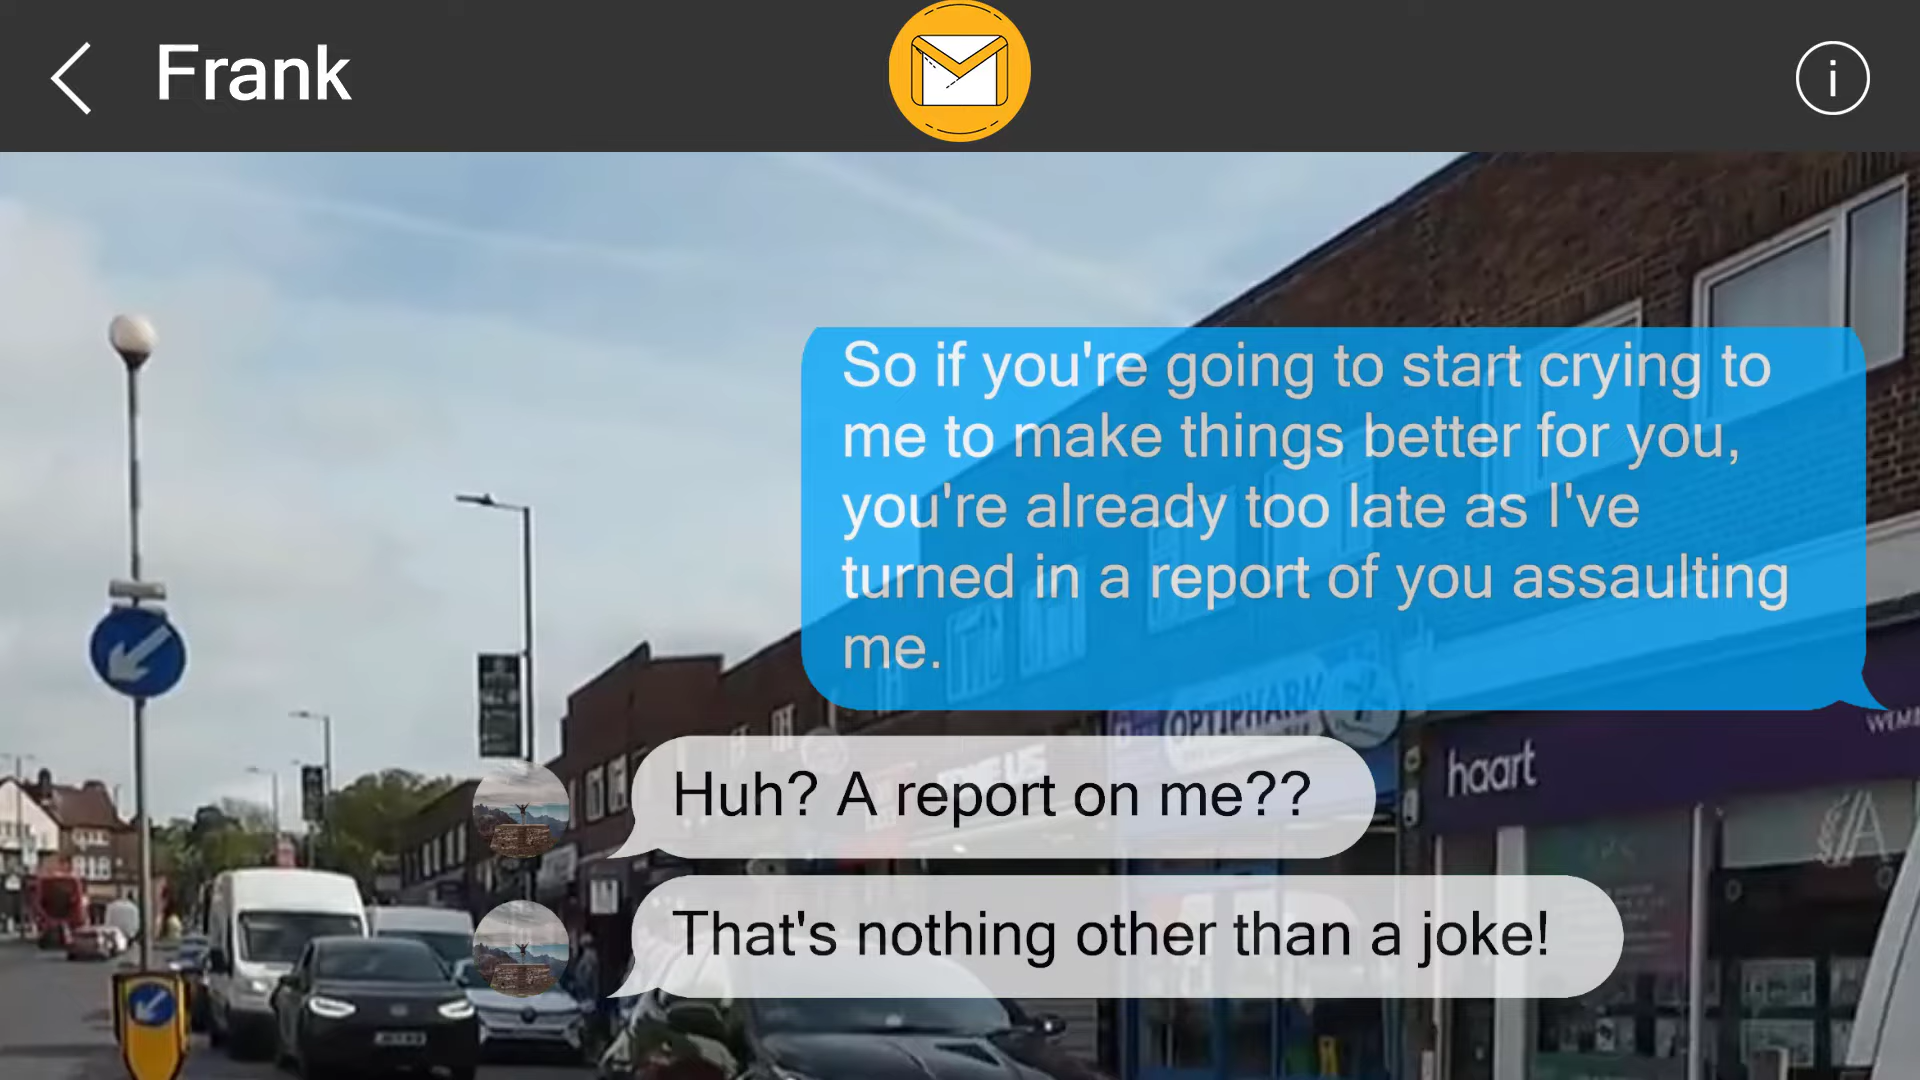 Frank
i
So if you're going to start crying to
me to make things better for you,
you're already too late as I've
turned in a report of you assaulting
me.
OPTIPHARM
haart
Huh? A report on me??
That's nothing other than a joke!